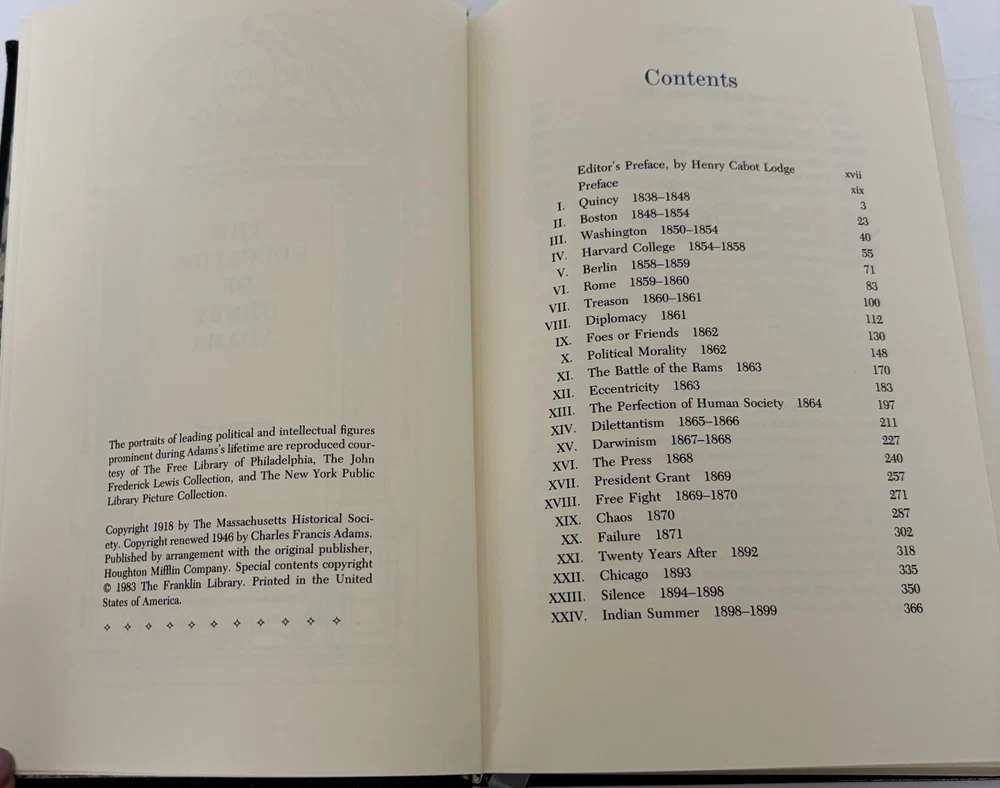 The portraits of leading political and intellectual figures
prominent during Adams's lifetime are reproduced cour-
tesy of The Free Library of Philadelphia, The John
Frederick Lewis Collection, and The New York Public
Library Picture Collection.
Copyright 1918 by The Massachusetts Historical Soci-
ety. Copyright renewed 1946 by Charles Francis Adams.
Published by arrangement with the original publisher,
Houghton Mifflin Company. Special contents copyright
© 1983 The Franklin Library. Printed in the United
States of America.
Contents
Editor's Preface, by Henry Cabot Lodge xvii
Preface xix
I. Quincy 1838–1848 3
II. Boston 1848–1854 23
III. Washington 1850–1854 40
IV. Harvard College 1854–1858 55
V. Berlin 1858–1859 71
VI. Rome 1859–1860 83
VII. Treason 1860–1861 100
VIII. Diplomacy 1861 112
IX. Foes or Friends 1862 130
X. Political Morality 1862 148
XI. The Battle of the Rams 1863 170
XII. Eccentricity 1863 183
XIII. The Perfection of Human Society 1864 197
XIV. Dilettantism 1865–1866 211
XV. Darwinism 1867–1868 227
XVI. The Press 1868 240
XVII. President Grant 1869 257
XVIII. Free Fight 1869–1870 271
XIX. Chaos 1870 287
XX. Failure 1871 302
XXI. Twenty Years After 1892 318
XXII. Chicago 1893 335
XXIII. Silence 1894–1898 350
XXIV. Indian Summer 1898–1899 366